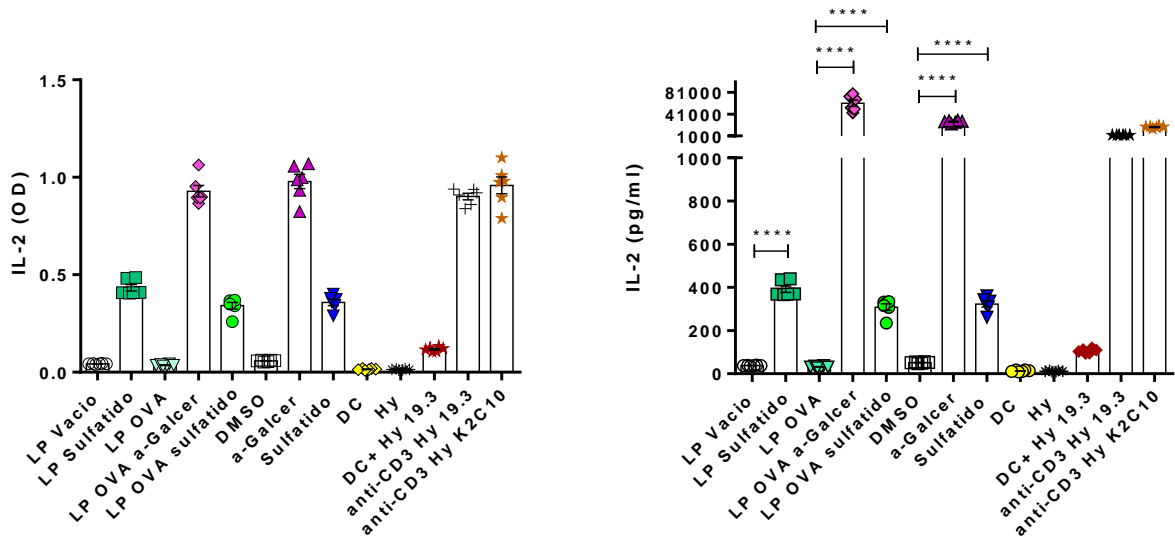 IL-2 (OD)
1.5
1.0
0.5
0.0
LP Vacio
LP Sulfatido
LP OVA
LP OVA a-Galcer
LP OVA sulfatido
DMSO
a-Galcer
Sulfatido
DC
Hy
DC+ Hy 19.3
anti-CD3 Hy 19.3
anti-CD3 Hy K2C10
IL-2 (pg/ml)
****
****
****
****
****
81000
41000
1000
1000
800
600
400
200
0
LP Vacio
LP Sulfatido
LP OVA
LP OVA a-Galcer
LP OVA sulfatido
DMSO
a-Galcer
Sulfatido
DC
Hy
DC+ Hy 19.3
anti-CD3 Hy 19.3
anti-CD3 Hy K2C10